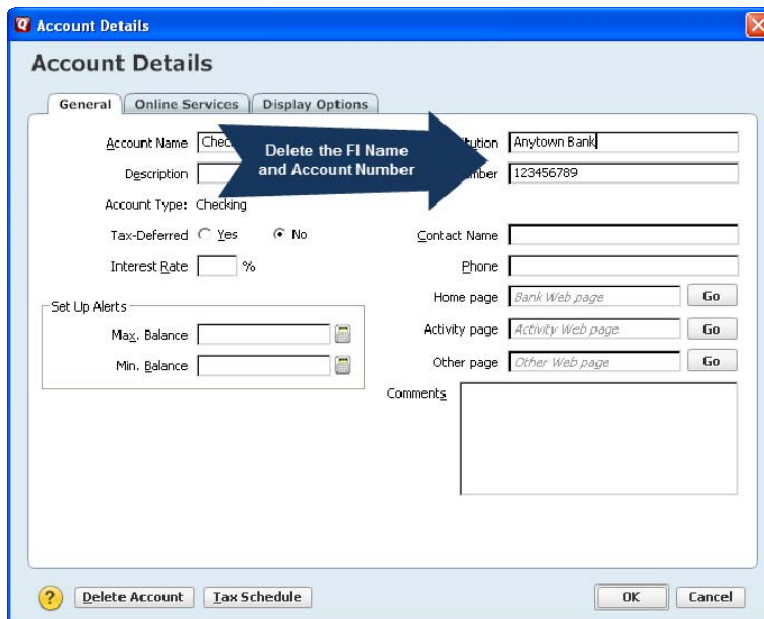 Account Details
Account Details
General Online Services Display Options
Account Name Chec
Delete the FI Name
and Account Number
Anytown Bank
Description
123456789
Account Type: Checking
Tax-Deferred Yes No
Contact Name
Interest Rate %
Phone
Home page Bank Web page Go
Set Up Alerts
Max. Balance
Activity page Activity Web page Go
Min. Balance
Other page Other Web page Go
Comments
? Delete Account Tax Schedule OK Cancel